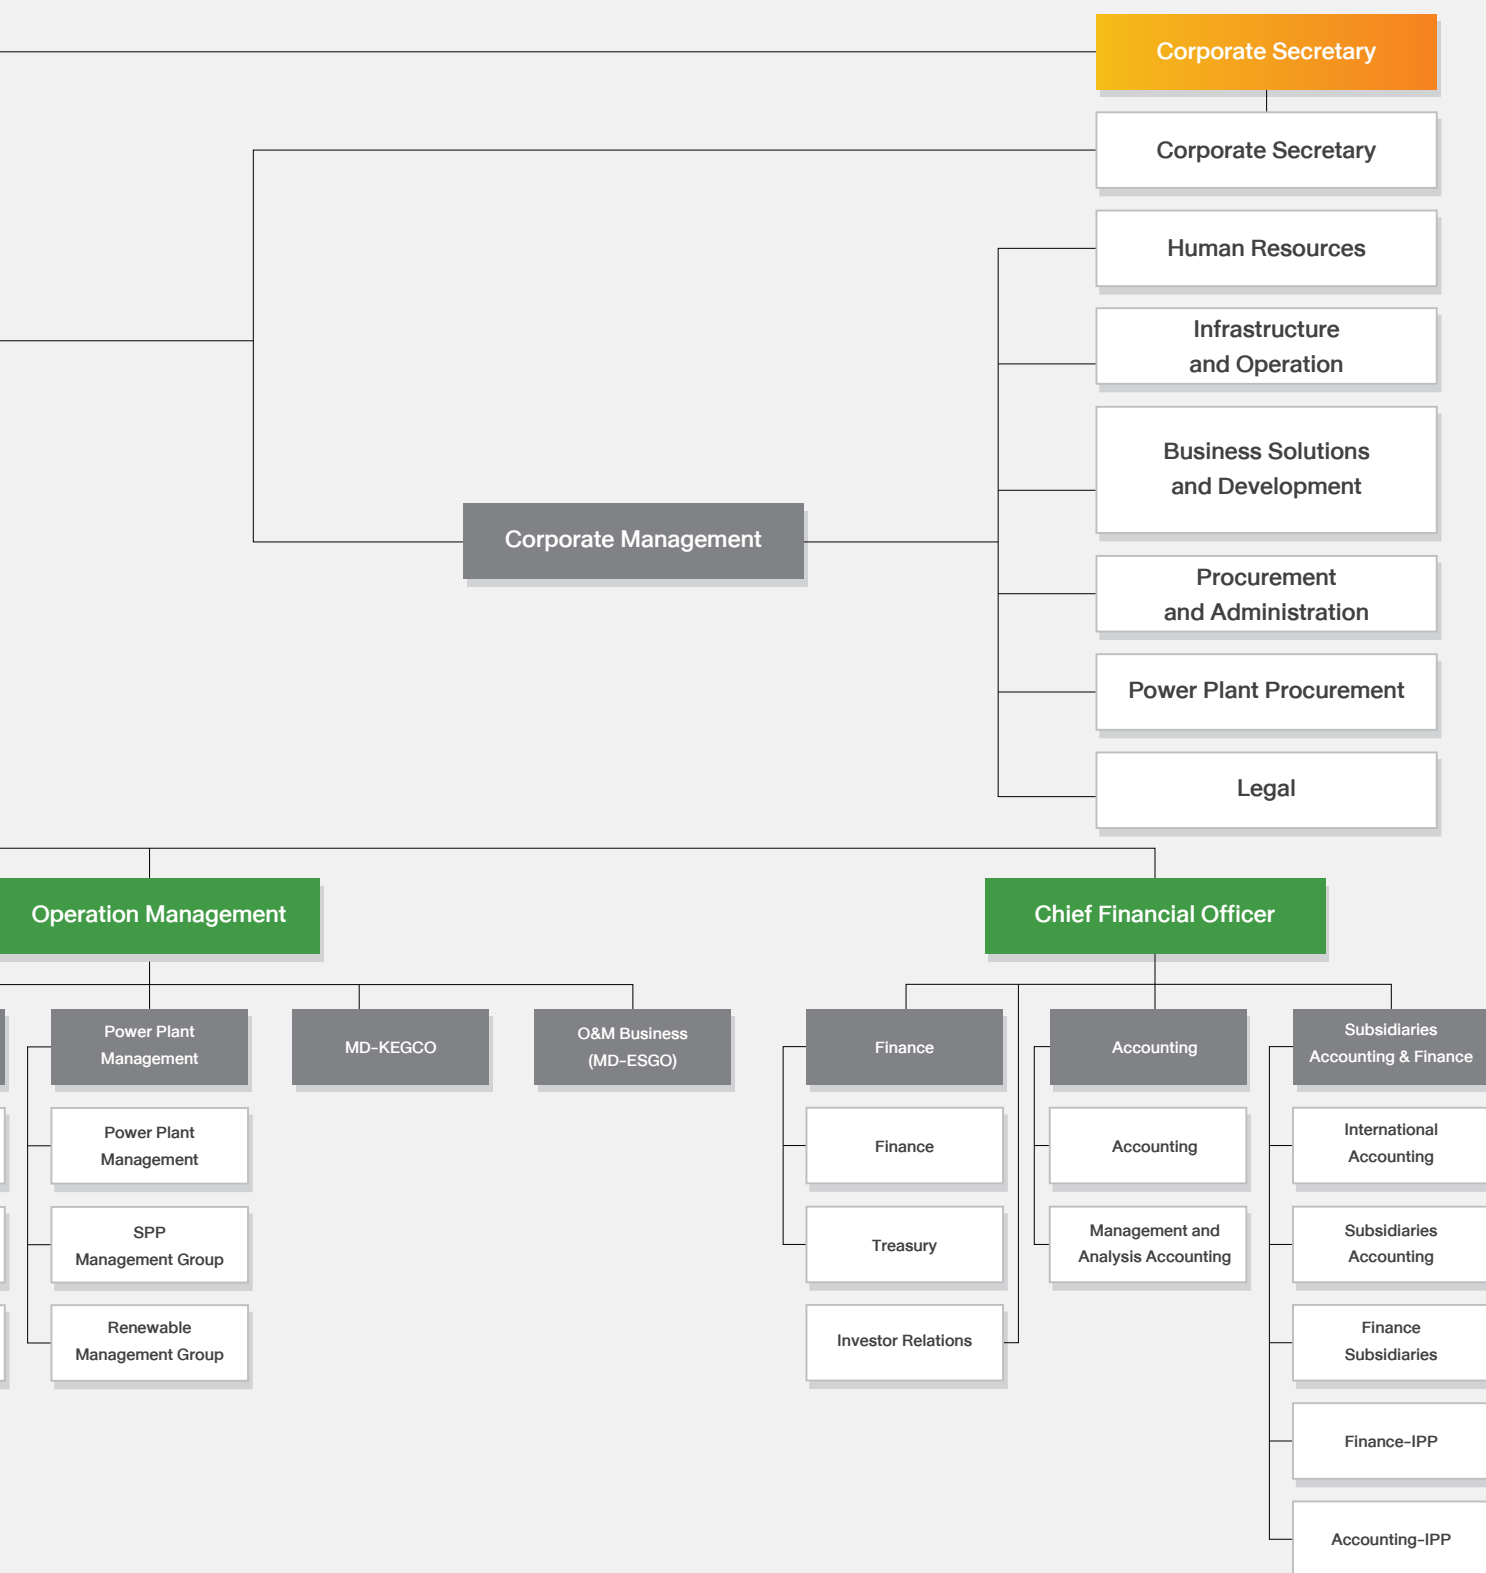 Corporate Secretary
Corporate Secretary
Human Resources
Infrastructure
and Operation
Business Solutions
and Development
Corporate Management
Procurement
and Administration
Power Plant Procurement
Legal
Operation Management
Chief Financial Officer
Power Plant
Management
MD-KEGCO
O&M Business
(MD-ESGO)
Finance
Accounting
Subsidiaries
Accounting & Finance
Power Plant
Management
Finance
Accounting
International
Accounting
SPP
Management Group
Treasury
Management and
Analysis Accounting
Subsidiaries
Accounting
Renewable
Management Group
Investor Relations
Finance
Subsidiaries
Finance-IPP
Accounting-IPP